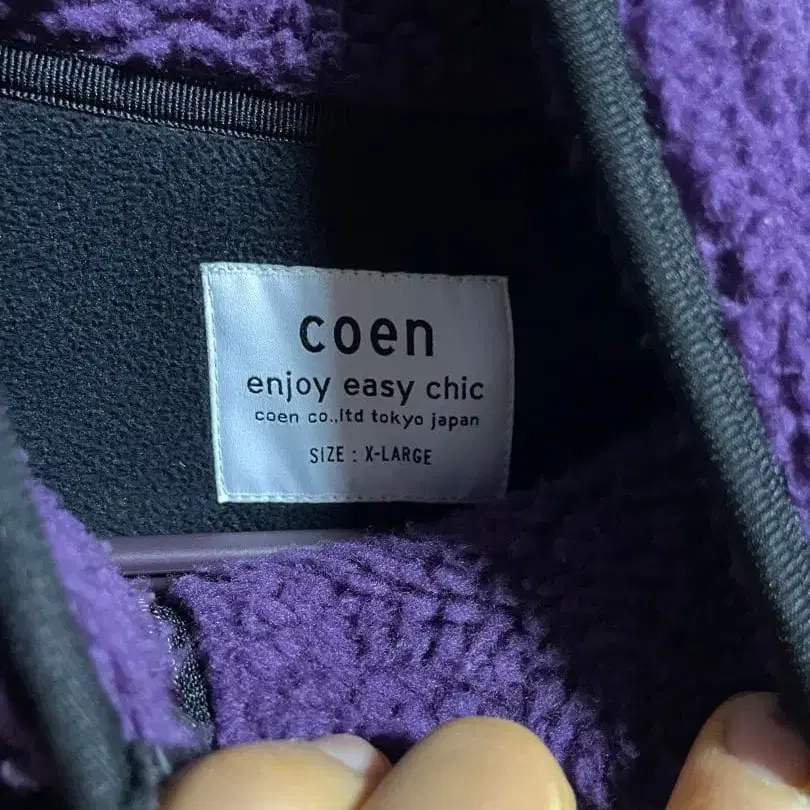 coen
enjoy easy chic
coen co.,ltd tokyo japan
SIZE : X-LARGE